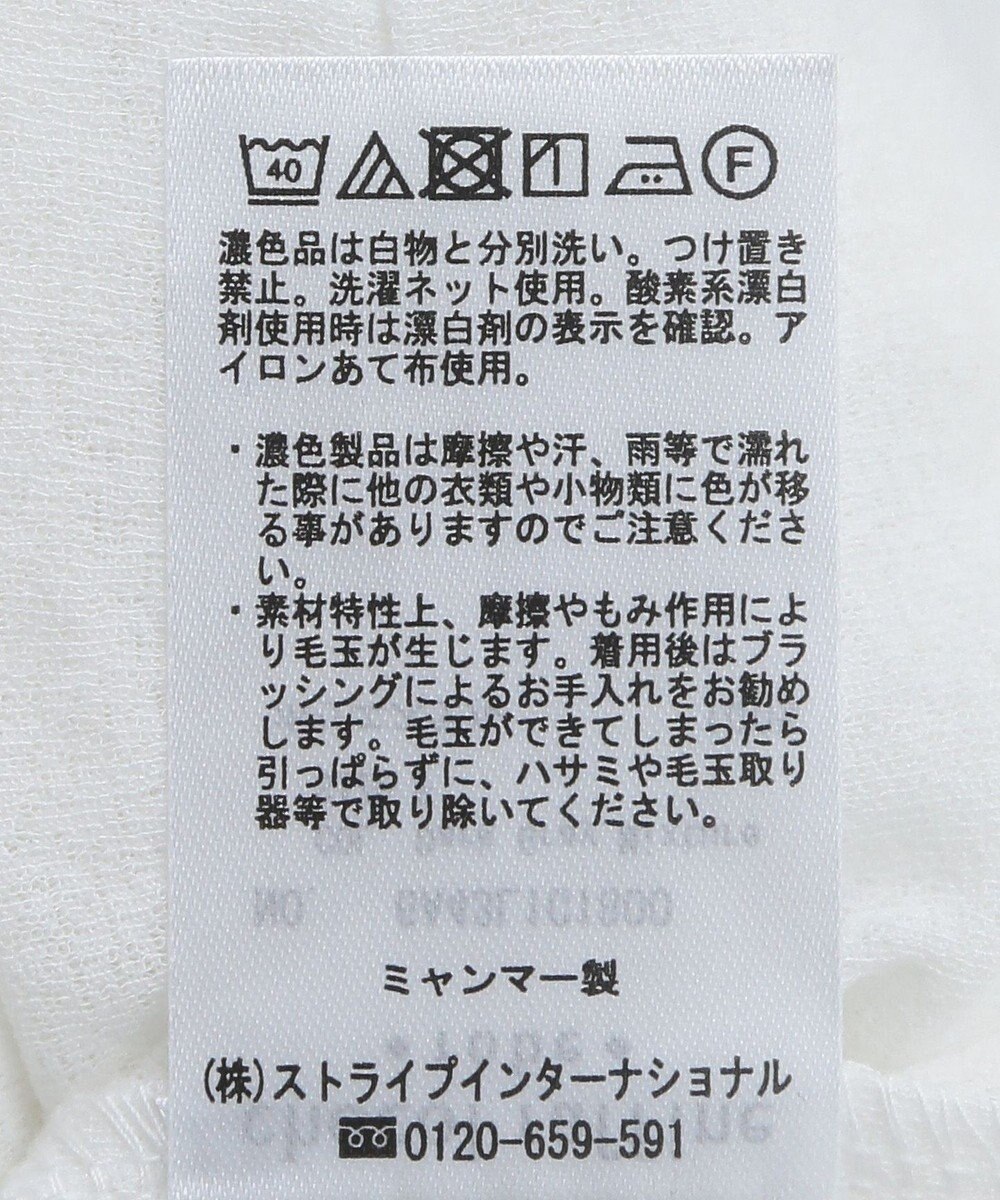 40 F
濃色品は白物と分別洗い。つけ置き
禁止。洗濯ネット使用。酸素系漂白
剤使用時は漂白剤の表示を確認。ア
イロンあて布使用。
・濃色製品は摩擦や汗、雨等で濡れ
た際に他の衣類や小物類に色が移
る事がありますのでご注意くださ
い。
・素材特性上、摩擦やもみ作用によ
り毛玉が生じます。着用後はブラ
ッシングによるお手入れをお勧め
します。毛玉ができてしまったら
引っぱらずに、ハサミや毛玉取り
器等で取り除いてください。
ミャンマー製
(株)ストライプインターナショナル
0120-659-591